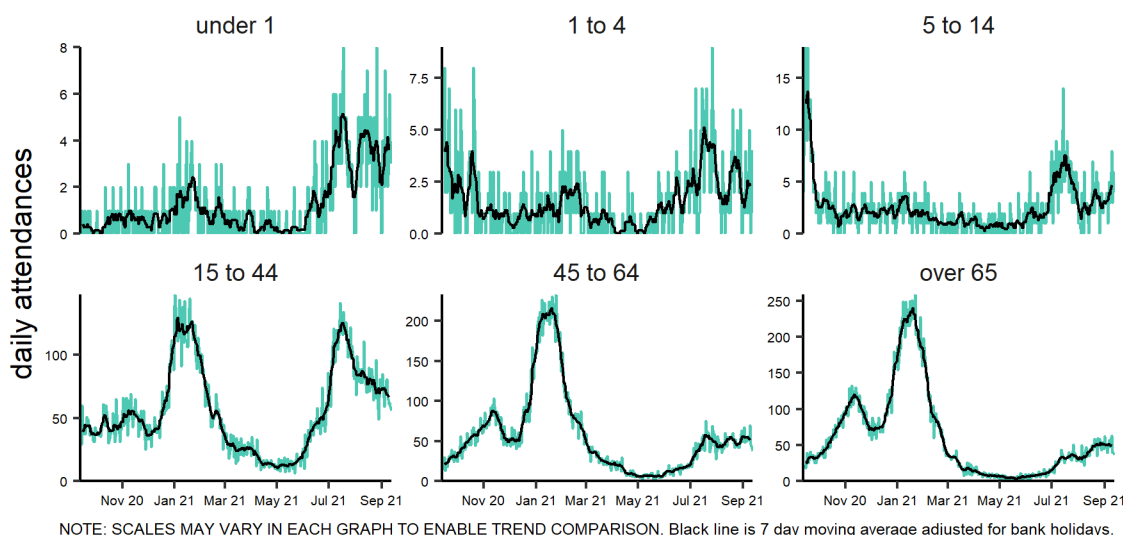 under 1
1 to 4
5 to 14
8
6
4
2
0
7.5
5.0
2.5
0.0
15
10
5
0
daily attendances
15 to 44
45 to 64
over 65
100
50
0
200
150
100
50
0
250
200
150
100
50
0
Nov 20 Jan 21 Mar 21 May 21 Jul 21 Sep 21
Nov 20 Jan 21 Mar 21 May 21 Jul 21 Sep 21
Nov 20 Jan 21 Mar 21 May 21 Jul 21 Sep 21
NOTE: SCALES MAY VARY IN EACH GRAPH TO ENABLE TREND COMPARISON. Black line is 7 day moving average adjusted for bank holidays.